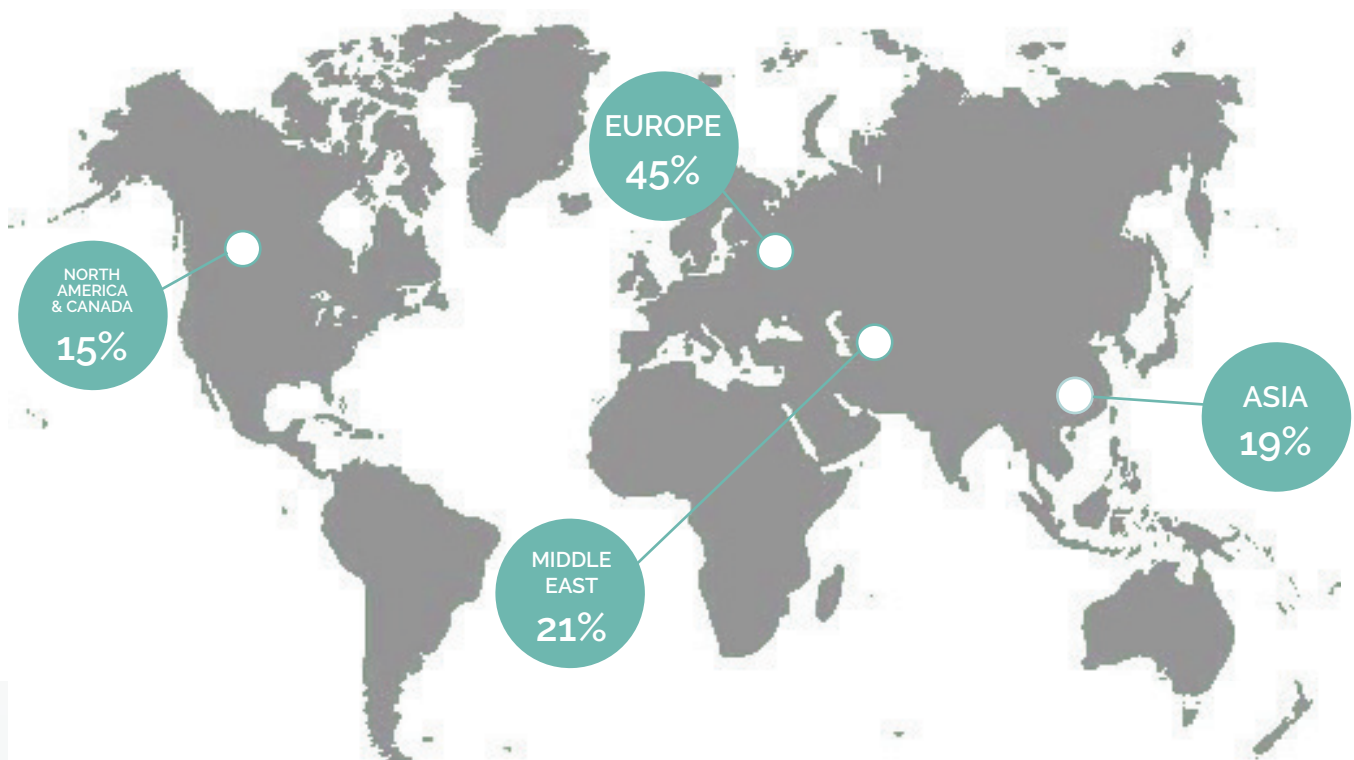 EUROPE
45%
NORTH
AMERICA
& CANADA
15%
ASIA
19%
MIDDLE
EAST
21%